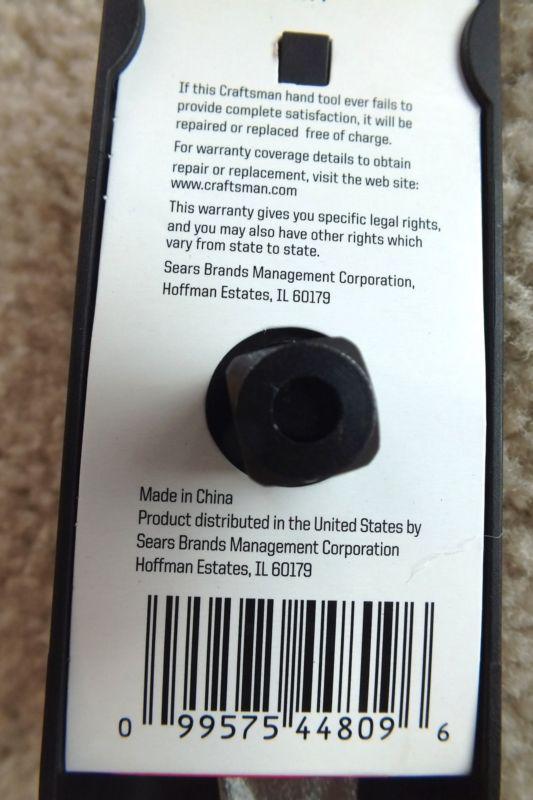 If this Craftsman hand tool ever fails to
provide complete satisfaction, it will be
repaired or replaced free of charge.
For warranty coverage details to obtain
repair or replacement, visit the web site:
www.craftsman.com
This warranty gives you specific legal rights,
and you may also have other rights which
vary from state to state.
Sears Brands Management Corporation,
Hoffman Estates, IL 60179
Made in China
Product distributed in the United States by
Sears Brands Management Corporation
Hoffman Estates, IL 60179
0 99575 44809 6